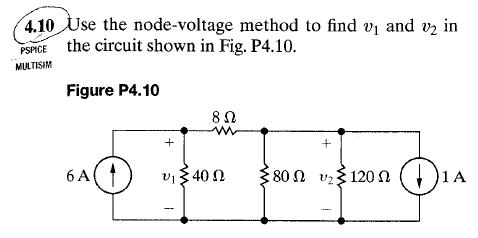 4.10 Use the node-voltage method to find v₁ and v₂ in
PSPICE the circuit shown in Fig. P4.10.
MULTISIM
Figure P4.10
8 Ω
+ +
6 A v₁ 40 Ω 80 Ω v₂ 120 Ω 1 A
− −